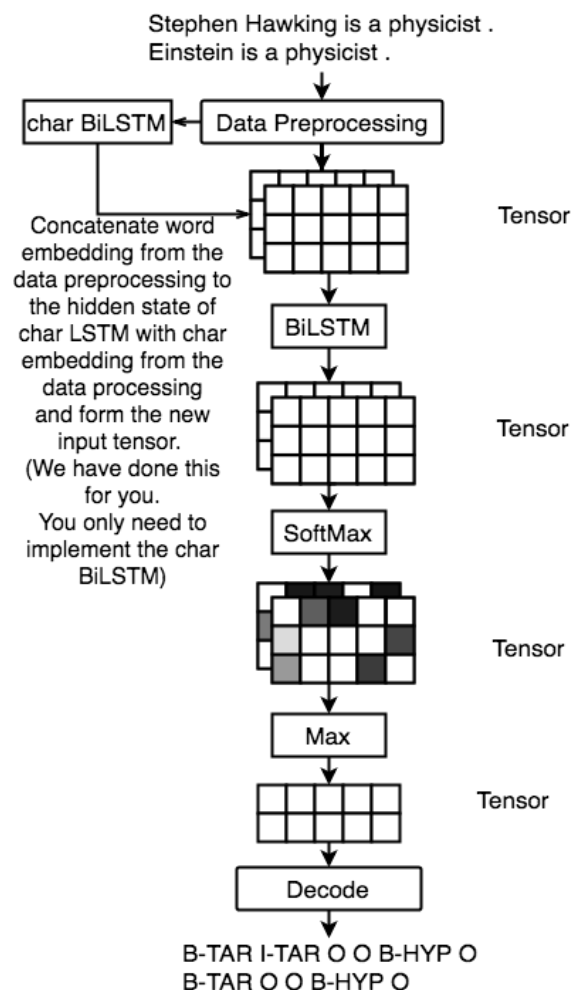 Stephen Hawking is a physicist .
Einstein is a physicist .
char BiLSTM
Data Preprocessing
Tensor
Concatenate word
embedding from the
data preprocessing to
the hidden state of
char LSTM with char
embedding from the
data processing
and form the new
input tensor.
(We have done this
for you.
You only need to
implement the char
BiLSTM)
BiLSTM
Tensor
SoftMax
Tensor
Max
Tensor
Decode
B-TAR I-TAR O O B-HYP O
B-TAR O O B-HYP O